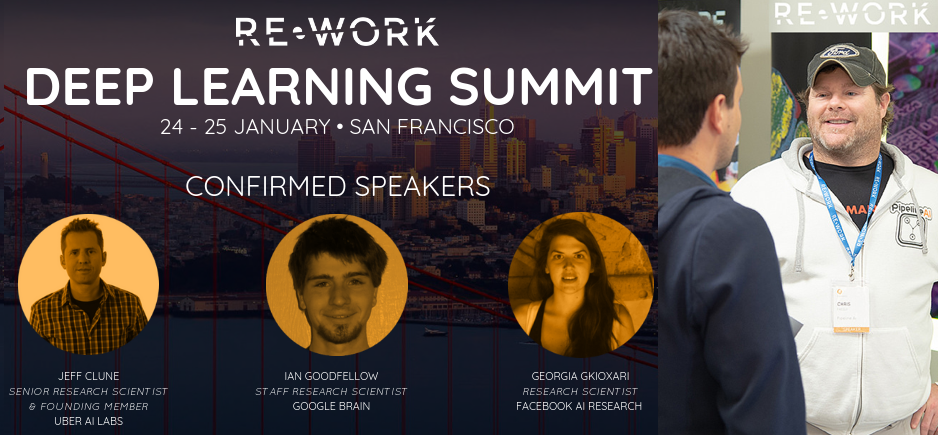 RE•WORK
DEEP LEARNING SUMMIT
24 - 25 JANUARY • SAN FRANCISCO
CONFIRMED SPEAKERS
JEFF CLUNE
SENIOR RESEARCH SCIENTIST
& FOUNDING MEMBER
UBER AI LABS
IAN GOODFELLOW
STAFF RESEARCH SCIENTIST
GOOGLE BRAIN
GEORGIA GKIOXARI
RESEARCH SCIENTIST
FACEBOOK AI RESEARCH
RE•WORK
Ford
PipelineAI
CHRIS